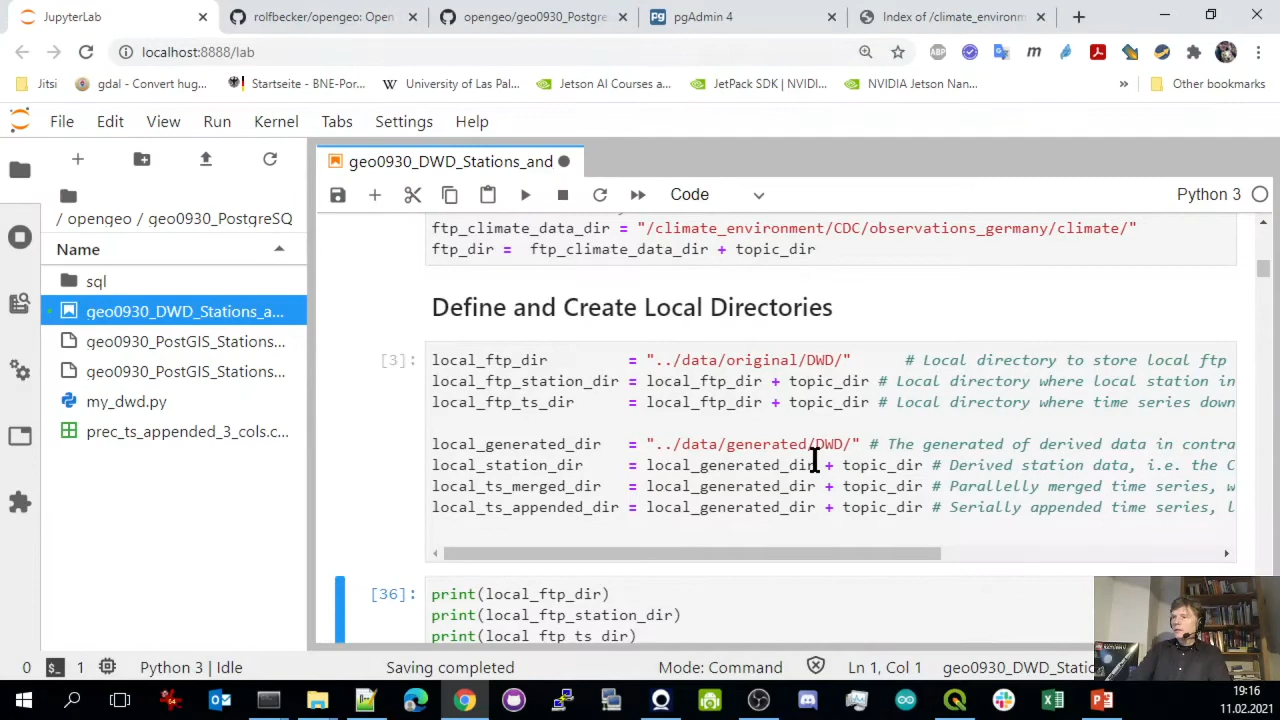 JupyterLab
rolfbecker/opengeo: Open
opengeo/geo0930_Postgre
pgAdmin 4
Index of /climate_environm
localhost:8888/lab
Jitsi
gdal - Convert hug...
Startseite - BNE-Por...
University of Las Pal...
Jetson AI Courses a...
JetPack SDK | NVIDI...
NVIDIA Jetson Nan...
Other bookmarks
File Edit View Run Kernel Tabs Settings Help
geo0930_DWD_Stations_and
Code
Python 3
/ opengeo / geo0930_PostgreSQ
Name
sql
geo0930_DWD_Stations_a...
geo0930_PostGIS_Stations...
geo0930_PostGIS_Stations...
my_dwd.py
prec_ts_appended_3_cols.c...
ftp_climate_data_dir = "/climate_environment/CDC/observations_germany/climate/"
ftp_dir = ftp_climate_data_dir + topic_dir
Define and Create Local Directories
[3]: local_ftp_dir = "../data/original/DWD/" # Local directory to store local ftp
local_ftp_station_dir = local_ftp_dir + topic_dir # Local directory where local station in
local_ftp_ts_dir = local_ftp_dir + topic_dir # Local directory where time series down
local_generated_dir = "../data/generated/DWD/" # The generated of derived data in contra
local_station_dir = local_generated_dir + topic_dir # Derived station data, i.e. the C
local_ts_merged_dir = local_generated_dir + topic_dir # Parallelly merged time series, w
local_ts_appended_dir = local_generated_dir + topic_dir # Serially appended time series, l
[36]: print(local_ftp_dir)
print(local_ftp_station_dir)
print(local_ftp_ts_dir)
0
1
Python 3 | Idle
Saving completed
Mode: Command
Ln 1, Col 1
geo0930_DWD_Statio
19:16
11.02.2021